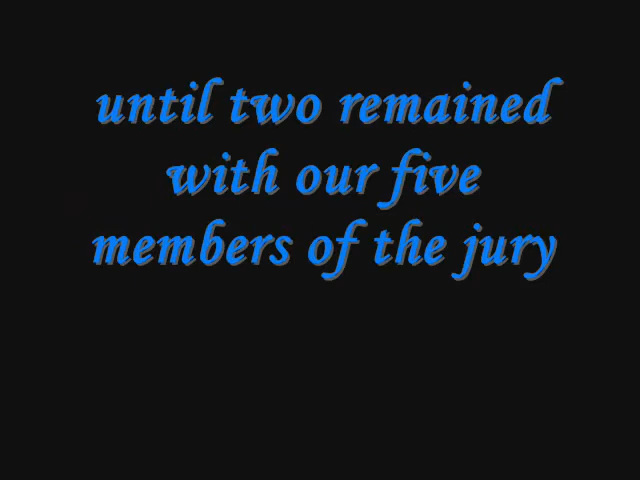 until two remained
with our five
members of the jury